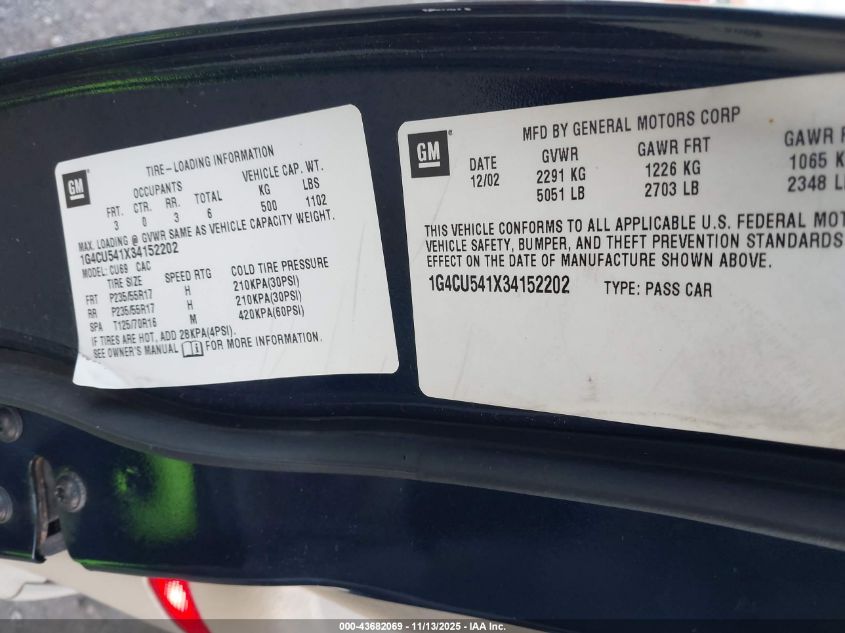 GM
TIRE-LOADING INFORMATION
OCCUPANTS VEHICLE CAP. WT.
FRT. CTR. RR. TOTAL KG LBS
3 0 3 6 500 1102
MAX. LOADING @ GVWR SAME AS VEHICLE CAPACITY WEIGHT.
1G4CU541X34152202
MODEL: CU69 CAC
TIRE SIZE SPEED RTG COLD TIRE PRESSURE
FRT P235/55R17 H 210KPA(30PSI)
RR P235/55R17 H 210KPA(30PSI)
SPA T125/70R16 M 420KPA(60PSI)
IF TIRES ARE HOT, ADD 28KPA(4PSI).
SEE OWNER'S MANUAL FOR MORE INFORMATION.
GM
MFD BY GENERAL MOTORS CORP
DATE GVWR GAWR FRT GAWR R
12/02 2291 KG 1226 KG 1065 K
5051 LB 2703 LB 2348 L
THIS VEHICLE CONFORMS TO ALL APPLICABLE U.S. FEDERAL MOT
VEHICLE SAFETY, BUMPER, AND THEFT PREVENTION STANDARDS
EFFECT ON THE DATE OF MANUFACTURE SHOWN ABOVE.
1G4CU541X34152202 TYPE: PASS CAR
000-43682069 - 11/13/2025 - IAA Inc.